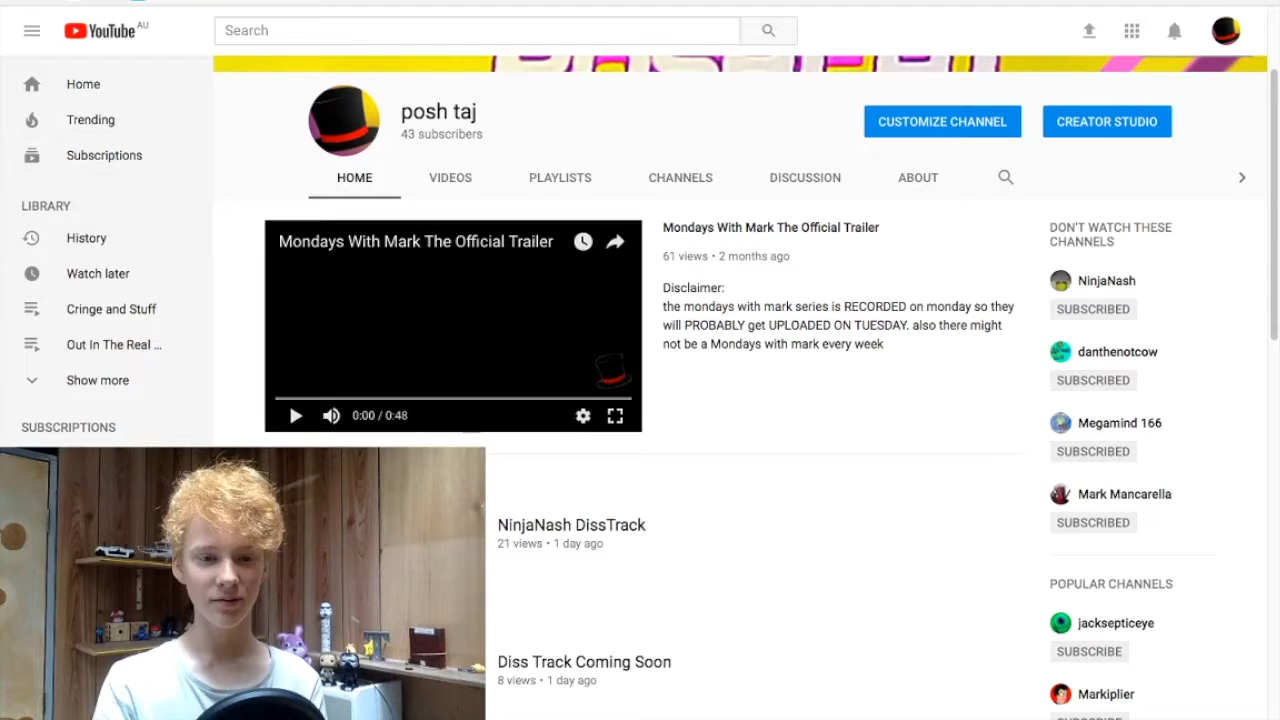 YouTube AU
Search
Home
Trending
Subscriptions
LIBRARY
History
Watch later
Cringe and Stuff
Out In The Real ...
Show more
SUBSCRIPTIONS
posh taj
43 subscribers
CUSTOMIZE CHANNEL
CREATOR STUDIO
HOME
VIDEOS
PLAYLISTS
CHANNELS
DISCUSSION
ABOUT
Mondays With Mark The Official Trailer
0:00 / 0:48
Mondays With Mark The Official Trailer
61 views • 2 months ago
Disclaimer:
the mondays with mark series is RECORDED on monday so they
will PROBABLY get UPLOADED ON TUESDAY. also there might
not be a Mondays with mark every week
NinjaNash DissTrack
21 views • 1 day ago
Diss Track Coming Soon
8 views • 1 day ago
DON'T WATCH THESE
CHANNELS
NinjaNash
SUBSCRIBED
danthenotcow
SUBSCRIBED
Megamind 166
SUBSCRIBED
Mark Mancarella
SUBSCRIBED
POPULAR CHANNELS
jacksepticeye
SUBSCRIBE
Markiplier